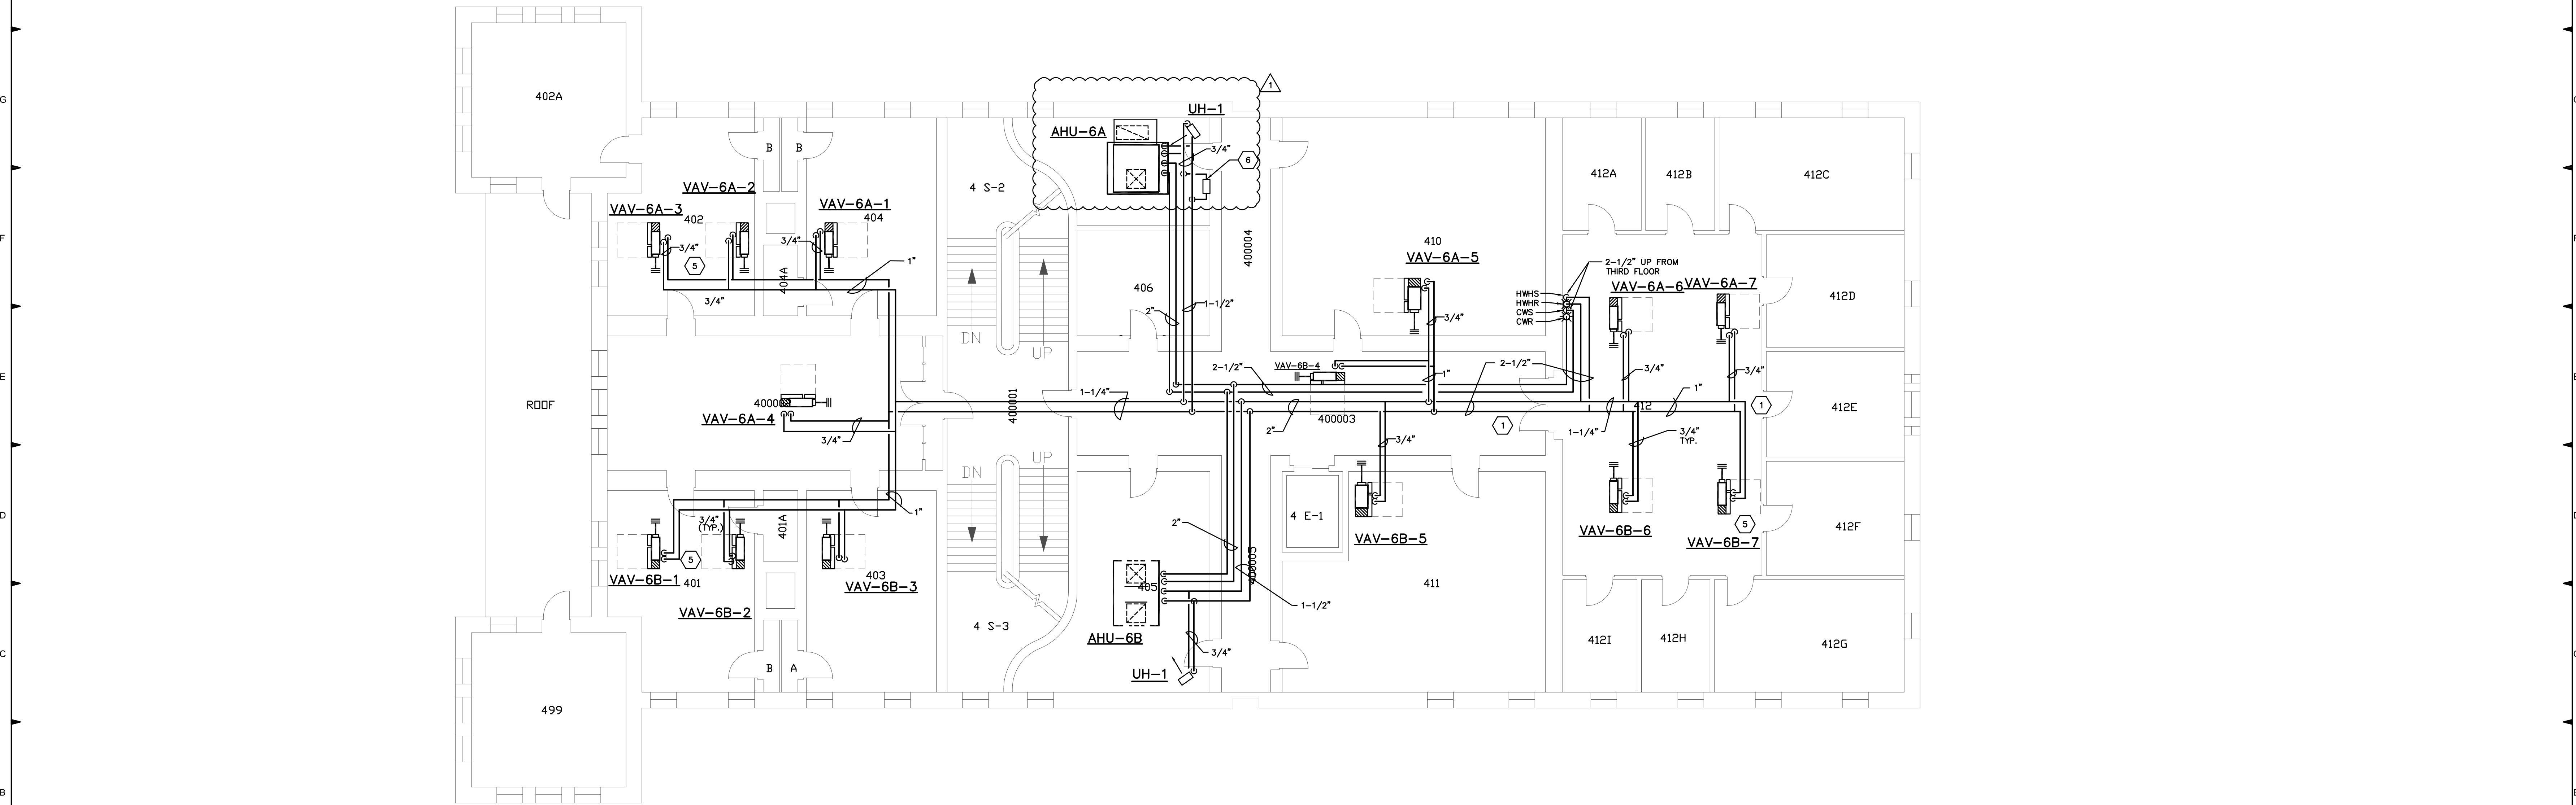 G
F
E
D
C
B
402A
B
B
4 S-2
AHU-6A
UH-1
3/4"
6
1
412A
412B
412C
VAV-6A-2
VAV-6A-3
402
VAV-6A-1
404
3/4"
3/4"
5
1"
404A
3/4"
400004
410
VAV-6A-5
406
2"
1-1/2"
3/4"
2-1/2" UP FROM
THIRD FLOOR
HWHS
HWHR
CWS
CWR
VAV-6A-6
VAV-6A-7
412D
DN
UP
3/4"
3/4"
2-1/2"
VAV-6B-4
2-1/2"
1"
1"
ROOF
VAV-6A-4
3/4"
400001
1-1/4"
2"
400003
3/4"
1
412
1-1/4"
3/4"
TYP.
1
412E
DN
UP
1"
3/4"
(TYP.)
401A
5
VAV-6B-1
401
VAV-6B-2
403
VAV-6B-3
4 S-3
2"
400005
405
1-1/2"
AHU-6B
3/4"
UH-1
4 E-1
VAV-6B-5
411
VAV-6B-6
VAV-6B-7
5
412F
412I
412H
412G
B
A
499